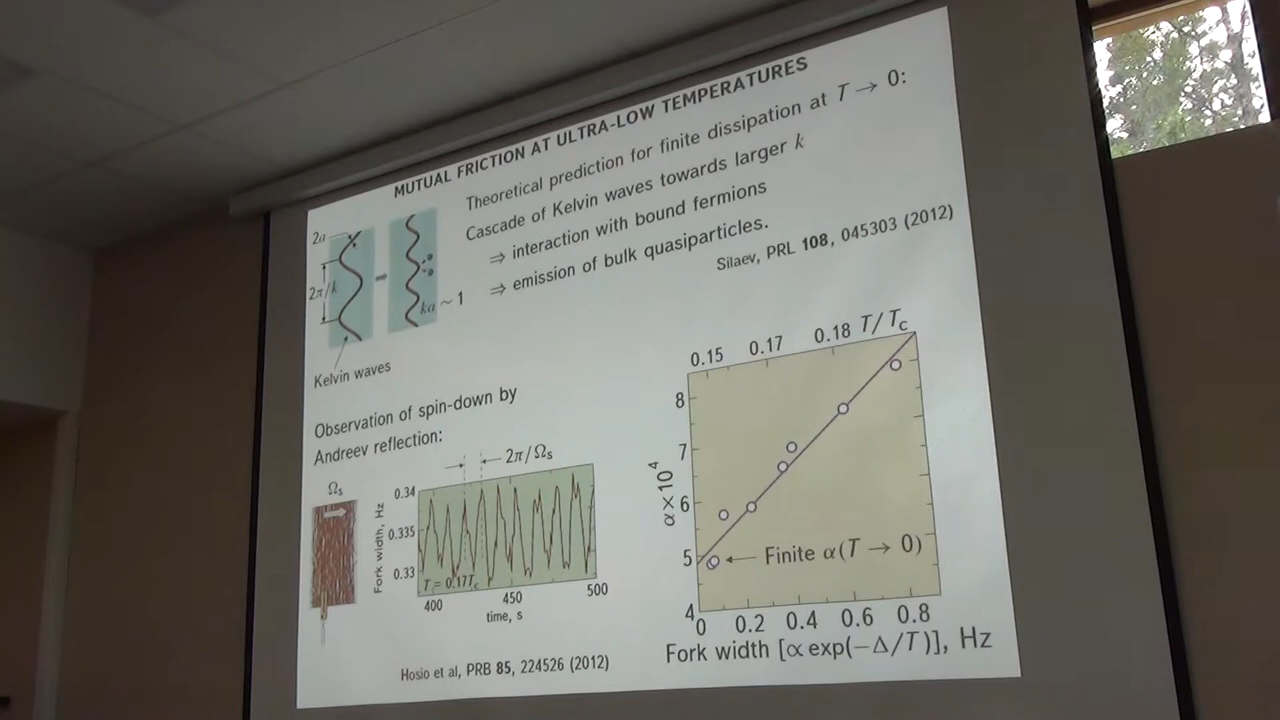 MUTUAL FRICTION AT ULTRA-LOW TEMPERATURES
Theoretical prediction for finite dissipation at T → 0:
Cascade of Kelvin waves towards larger k
⇒ interaction with bound fermions
⇒ emission of bulk quasiparticles.
Silaev, PRL 108, 045303 (2012)
2a
2π/k
ka ~ 1
Kelvin waves
Observation of spin-down by
Andreev reflection:
Ωs
2π/Ωs
Fork width, Hz
0.34
0.335
0.33
T = 0.17Tc
400 450 500
time, s
Hosio et al, PRB 85, 224526 (2012)
0.15 0.17 0.18 T/Tc
α×10⁴
8
7
6
5
4
Finite α(T → 0)
0 0.2 0.4 0.6 0.8
Fork width [∝ exp(−Δ/T)], Hz